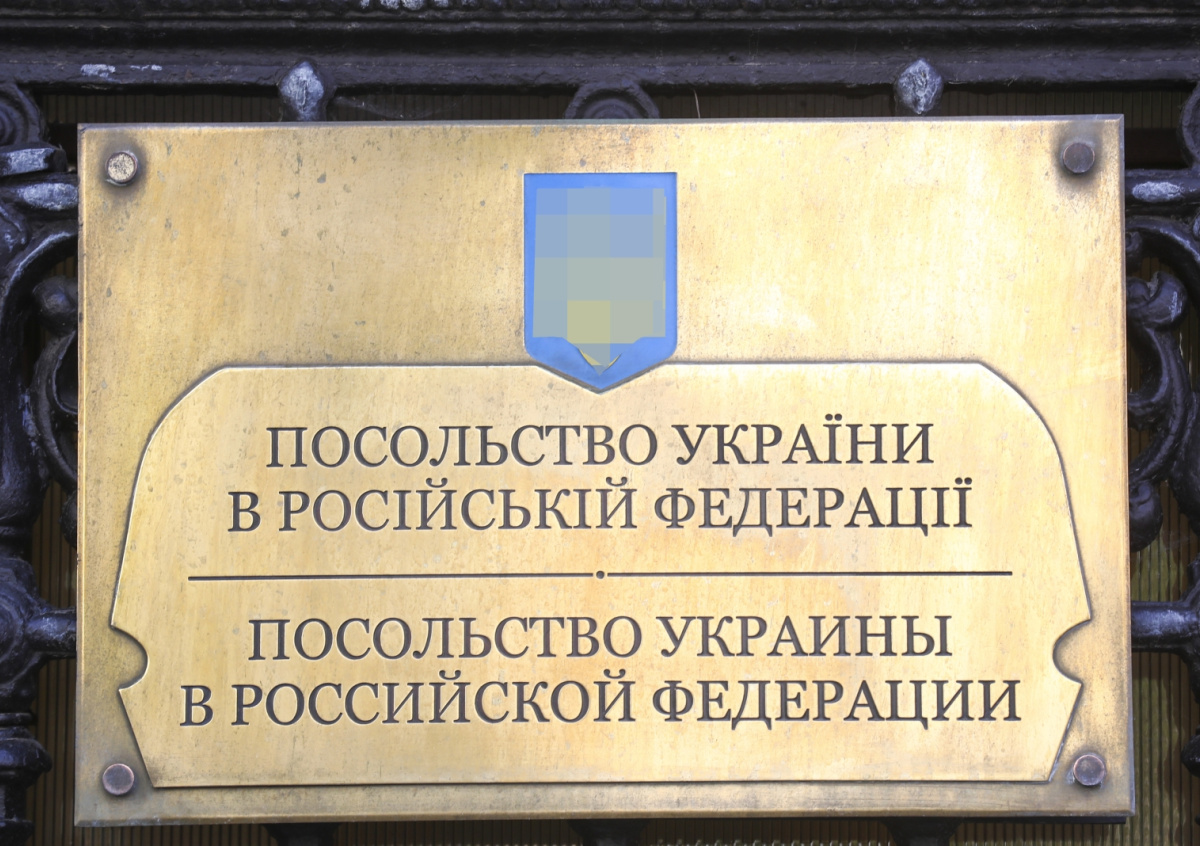 ПОСОЛЬСТВО УКРАЇНИ
В РОСІЙСЬКІЙ ФЕДЕРАЦІЇ
ПОСОЛЬСТВО УКРАИНЫ
В РОССИЙСКОЙ ФЕДЕРАЦИИ